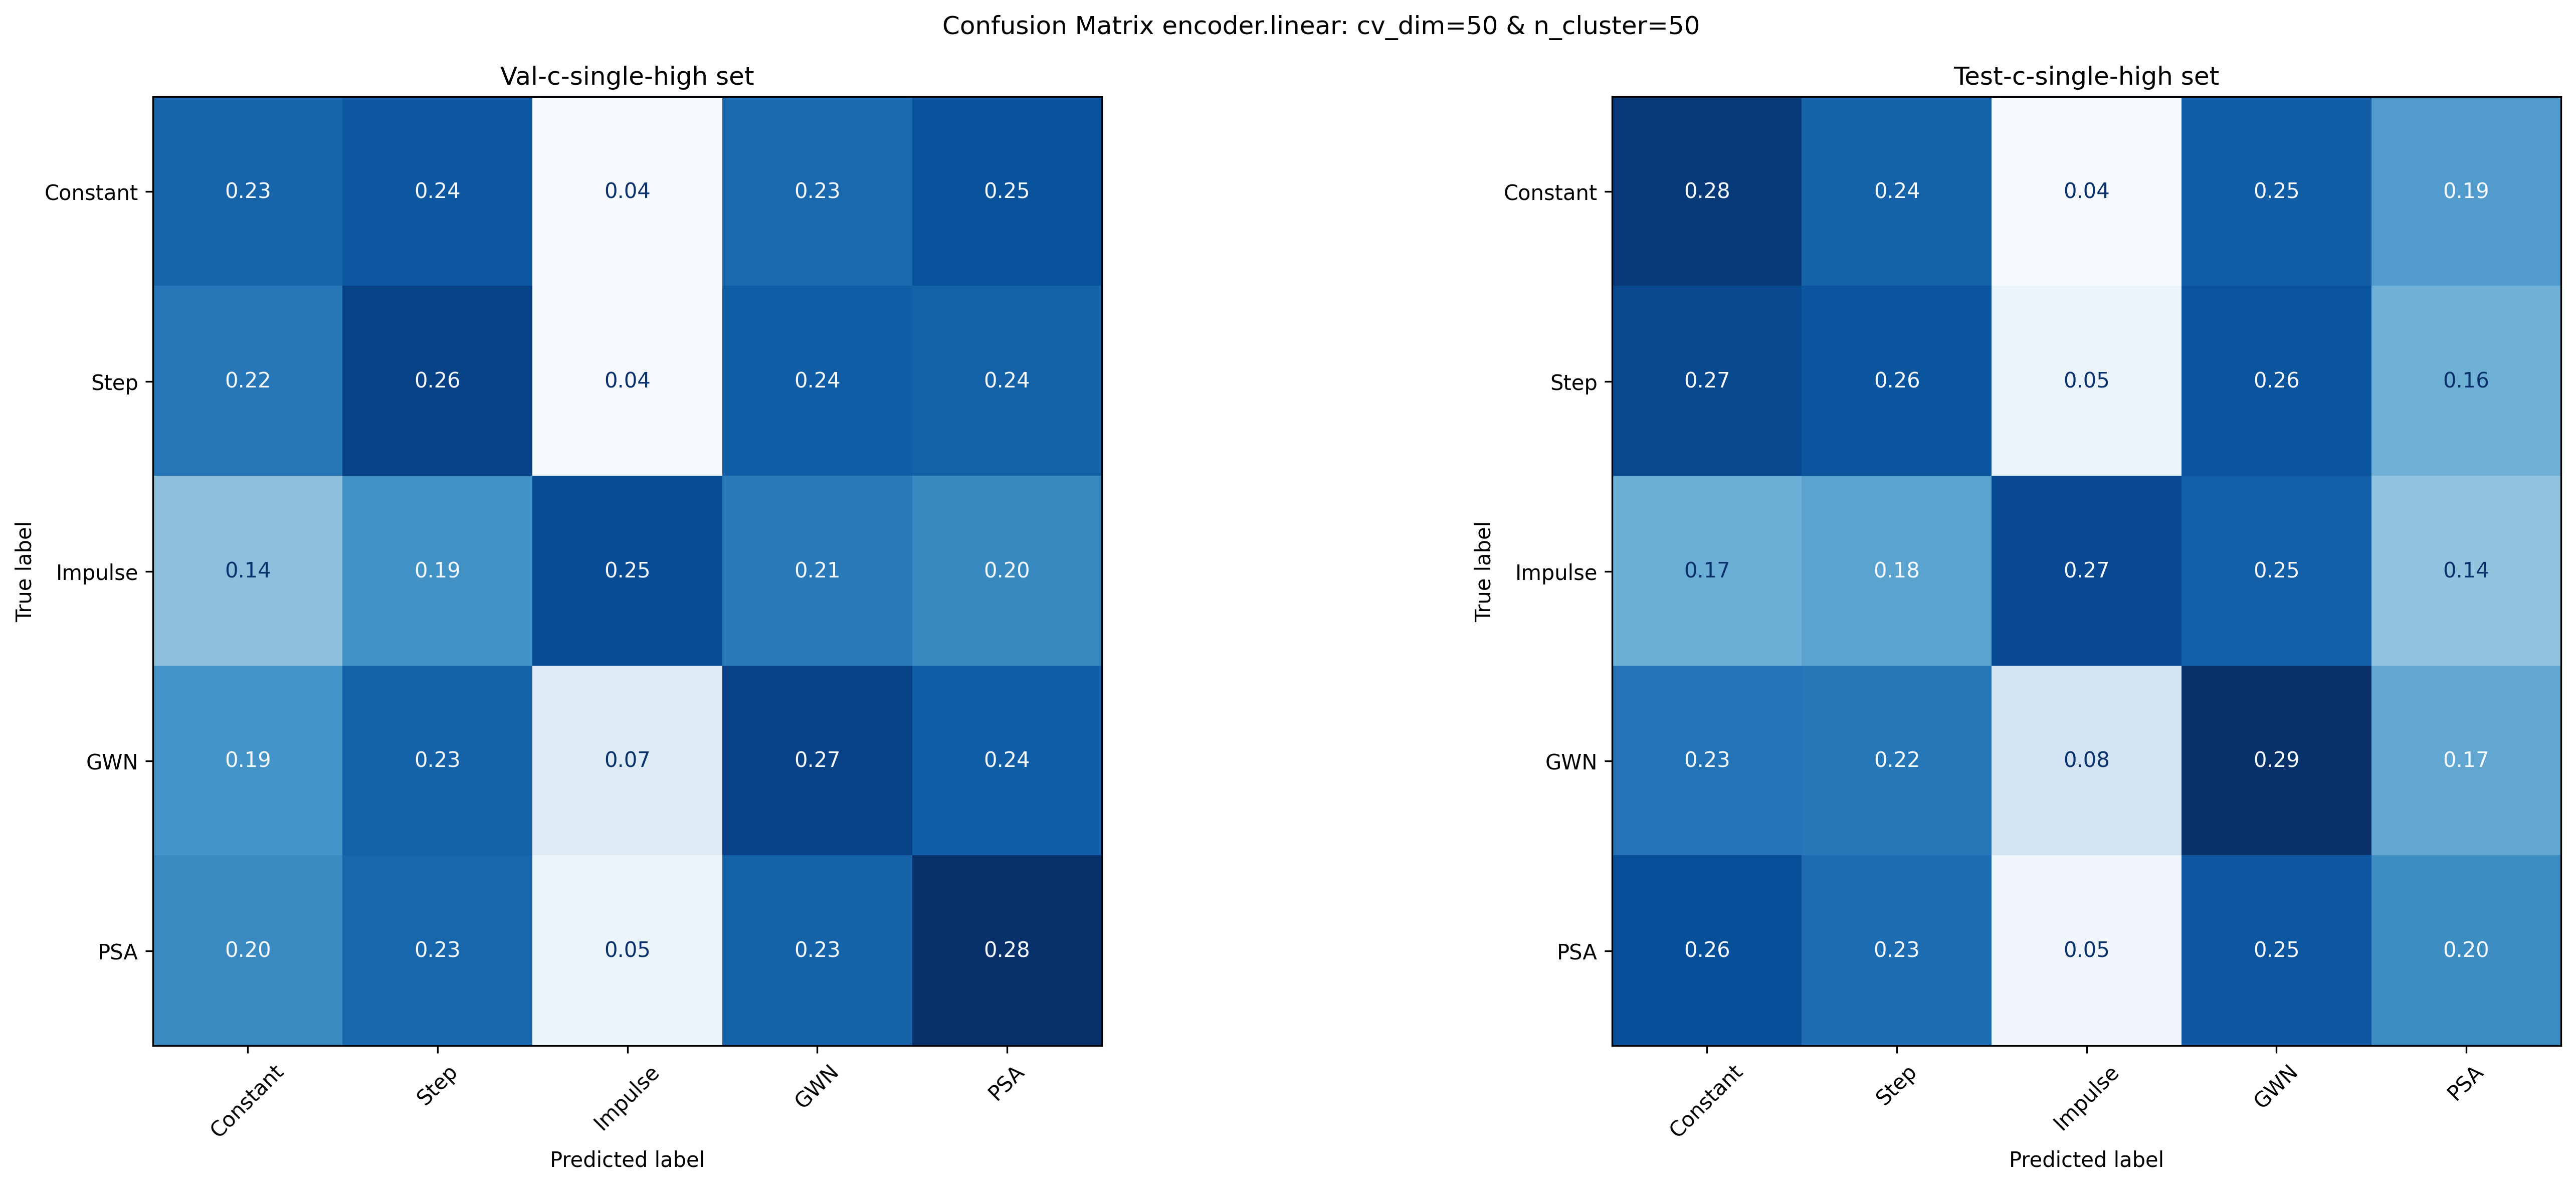 Confusion Matrix encoder.linear: cv_dim=50 & n_cluster=50
Val-c-single-high set
True label
Constant 0.23 0.24 0.04 0.23 0.25
Step 0.22 0.26 0.04 0.24 0.24
Impulse 0.14 0.19 0.25 0.21 0.20
GWN 0.19 0.23 0.07 0.27 0.24
PSA 0.20 0.23 0.05 0.23 0.28
Constant Step Impulse GWN PSA
Predicted label
Test-c-single-high set
True label
Constant 0.28 0.24 0.04 0.25 0.19
Step 0.27 0.26 0.05 0.26 0.16
Impulse 0.17 0.18 0.27 0.25 0.14
GWN 0.23 0.22 0.08 0.29 0.17
PSA 0.26 0.23 0.05 0.25 0.20
Constant Step Impulse GWN PSA
Predicted label